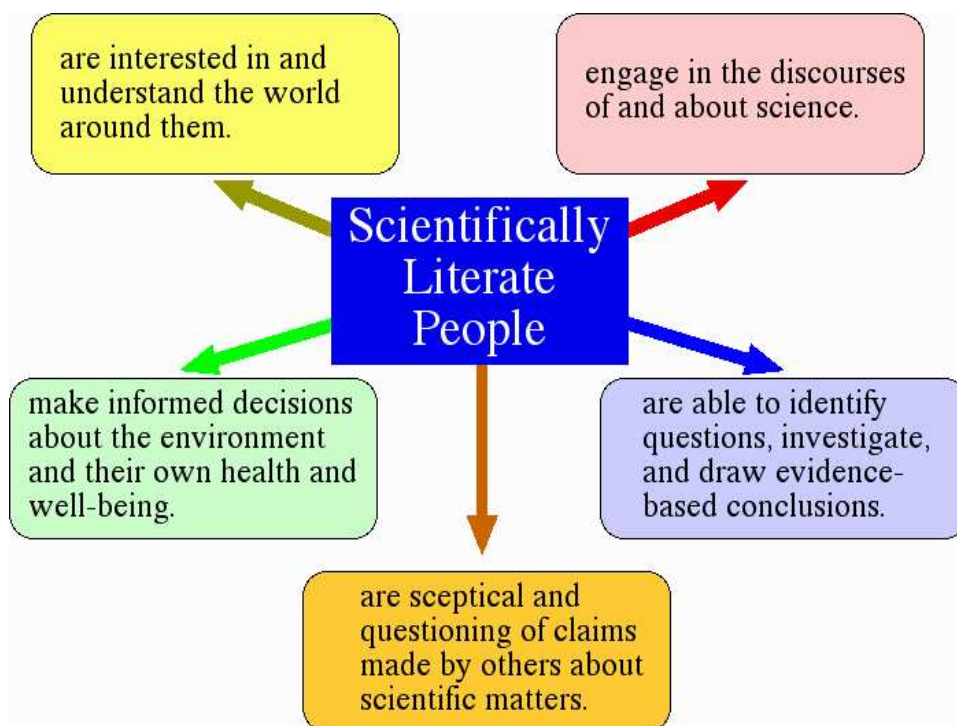 are interested in and
understand the world
around them.
engage in the discourses
of and about science.
Scientifically
Literate
People
make informed decisions
about the environment
and their own health and
well-being.
are able to identify
questions, investigate,
and draw evidence-
based conclusions.
are sceptical and
questioning of claims
made by others about
scientific matters.